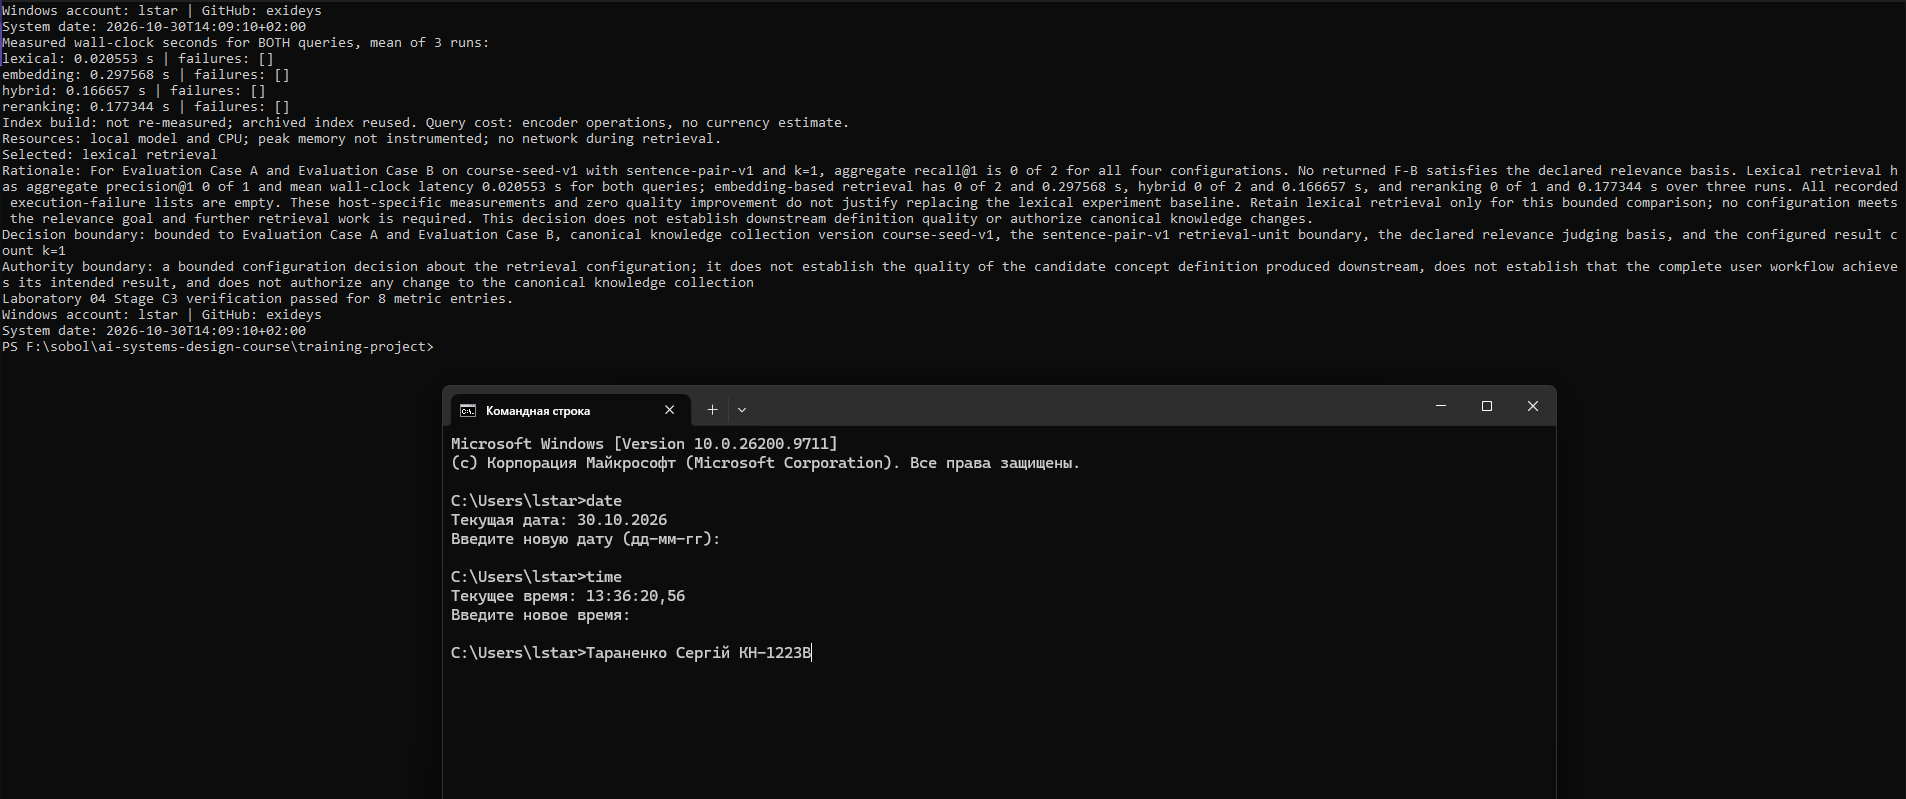 Windows account: lstar | GitHub: exideys
System date: 2026-10-30T14:09:10+02:00
Measured wall-clock seconds for BOTH queries, mean of 3 runs:
lexical: 0.020553 s | failures: []
embedding: 0.297568 s | failures: []
hybrid: 0.166657 s | failures: []
reranking: 0.177344 s | failures: []
Index build: not re-measured; archived index reused. Query cost: encoder operations, no currency estimate.
Resources: local model and CPU; peak memory not instrumented; no network during retrieval.
Selected: lexical retrieval
Rationale: For Evaluation Case A and Evaluation Case B on course-seed-v1 with sentence-pair-v1 and k=1, aggregate recall@1 is 0 of 2 for all four configurations. No returned F-B satisfies the declared relevance basis. Lexical retrieval h
as aggregate precision@1 0 of 1 and mean wall-clock latency 0.020553 s for both queries; embedding-based retrieval has 0 of 2 and 0.297568 s, hybrid 0 of 2 and 0.166657 s, and reranking 0 of 1 and 0.177344 s over three runs. All recorded
execution-failure lists are empty. These host-specific measurements and zero quality improvement do not justify replacing the lexical experiment baseline. Retain lexical retrieval only for this bounded comparison; no configuration meets
the relevance goal and further retrieval work is required. This decision does not establish downstream definition quality or authorize canonical knowledge changes.
Decision boundary: bounded to Evaluation Case A and Evaluation Case B, canonical knowledge collection version course-seed-v1, the sentence-pair-v1 retrieval-unit boundary, the declared relevance judging basis, and the configured result c
ount k=1
Authority boundary: a bounded configuration decision about the retrieval configuration; it does not establish the quality of the candidate concept definition produced downstream, does not establish that the complete user workflow achieve
s its intended result, and does not authorize any change to the canonical knowledge collection
Laboratory 04 Stage C3 verification passed for 8 metric entries.
Windows account: lstar | GitHub: exideys
System date: 2026-10-30T14:09:10+02:00
PS F:\sobol\ai-systems-design-course\training-project>
Командная строка
Microsoft Windows [Version 10.0.26200.9711]
(c) Корпорация Майкрософт (Microsoft Corporation). Все права защищены.
C:\Users\lstar>date
Текущая дата: 30.10.2026
Введите новую дату (дд-мм-гг):
C:\Users\lstar>time
Текущее время: 13:36:20,56
Введите новое время:
C:\Users\lstar>Тараненко Сергій КН-1223В